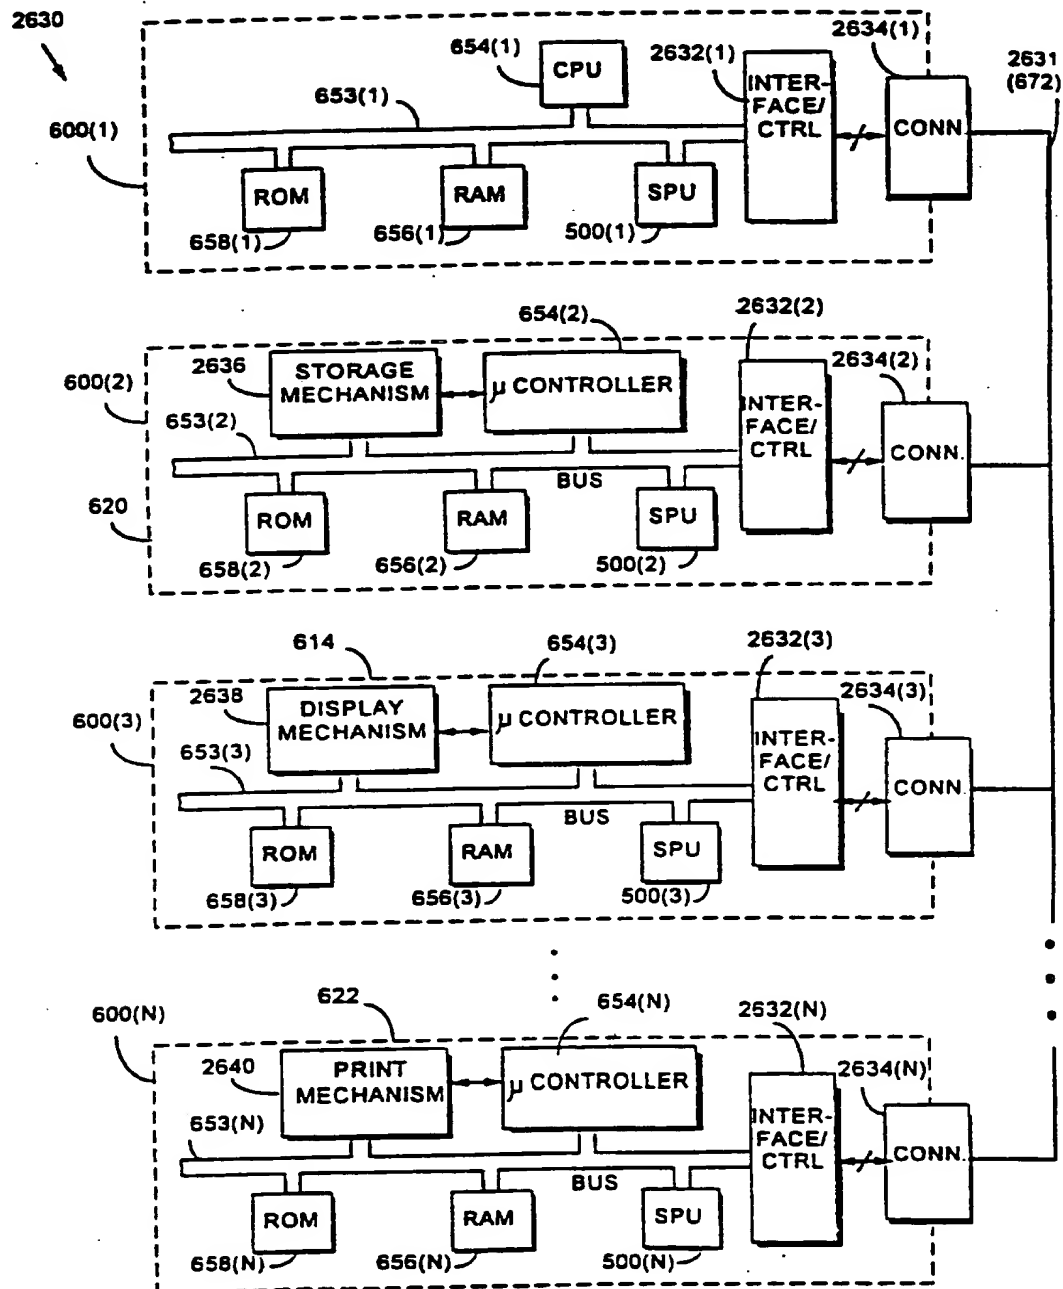 2630
654(1)
2632(1)
2634(1)
2631
(672)
CPU
INTER-
FACE/
CTRL
653(1)
CONN.
600(1)
ROM
RAM
SPU
658(1)
656(1)
500(1)
654(2)
2632(2)
2634(2)
2636
STORAGE
MECHANISM
μ CONTROLLER
600(2)
INTER-
FACE/
CTRL
653(2)
CONN.
BUS
620
ROM
RAM
SPU
658(2)
656(2)
500(2)
614
654(3)
2632(3)
2634(3)
2638
DISPLAY
MECHANISM
μ CONTROLLER
600(3)
INTER-
FACE/
CTRL
653(3)
CONN.
BUS
ROM
RAM
SPU
658(3)
656(3)
500(3)
622
654(N)
2632(N)
600(N)
2634(N)
2640
PRINT
MECHANISM
μ CONTROLLER
INTER-
FACE/
CTRL
653(N)
CONN.
BUS
ROM
RAM
SPU
658(N)
656(N)
500(N)